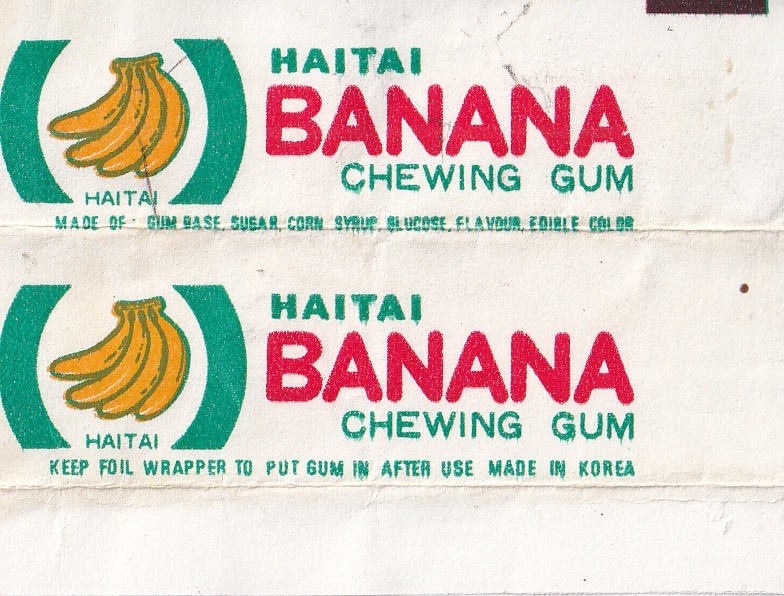 HAITAI
BANANA
CHEWING GUM
HAITAI
MADE OF : GUM BASE, SUGAR, CORN SYRUP, GLUCOSE, FLAVOUR, EDIBLE COLOR
HAITAI
BANANA
CHEWING GUM
HAITAI
KEEP FOIL WRAPPER TO PUT GUM IN AFTER USE MADE IN KOREA